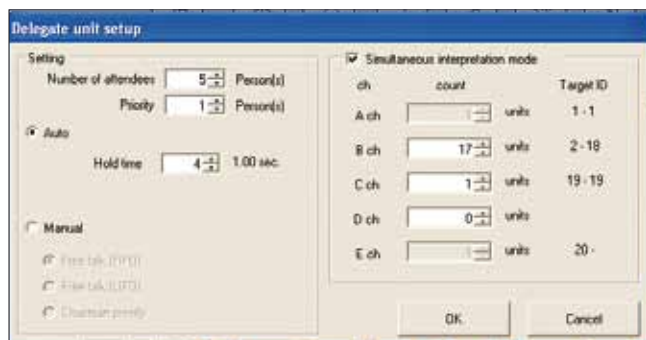 Delegate unit setup
Setting
Number of attendees 5 Person(s)
Priority 1 Person(s)
Auto
Hold time 4 1.00 sec.
Manual
Free talk (FIFO)
Free talk (LIFO)
Chairman priority
Simultaneous interpretation mode
ch count Target ID
A ch units 1 - 1
B ch 17 units 2 - 18
C ch 1 units 19 - 19
D ch 0 units
E ch units 20 -
OK Cancel